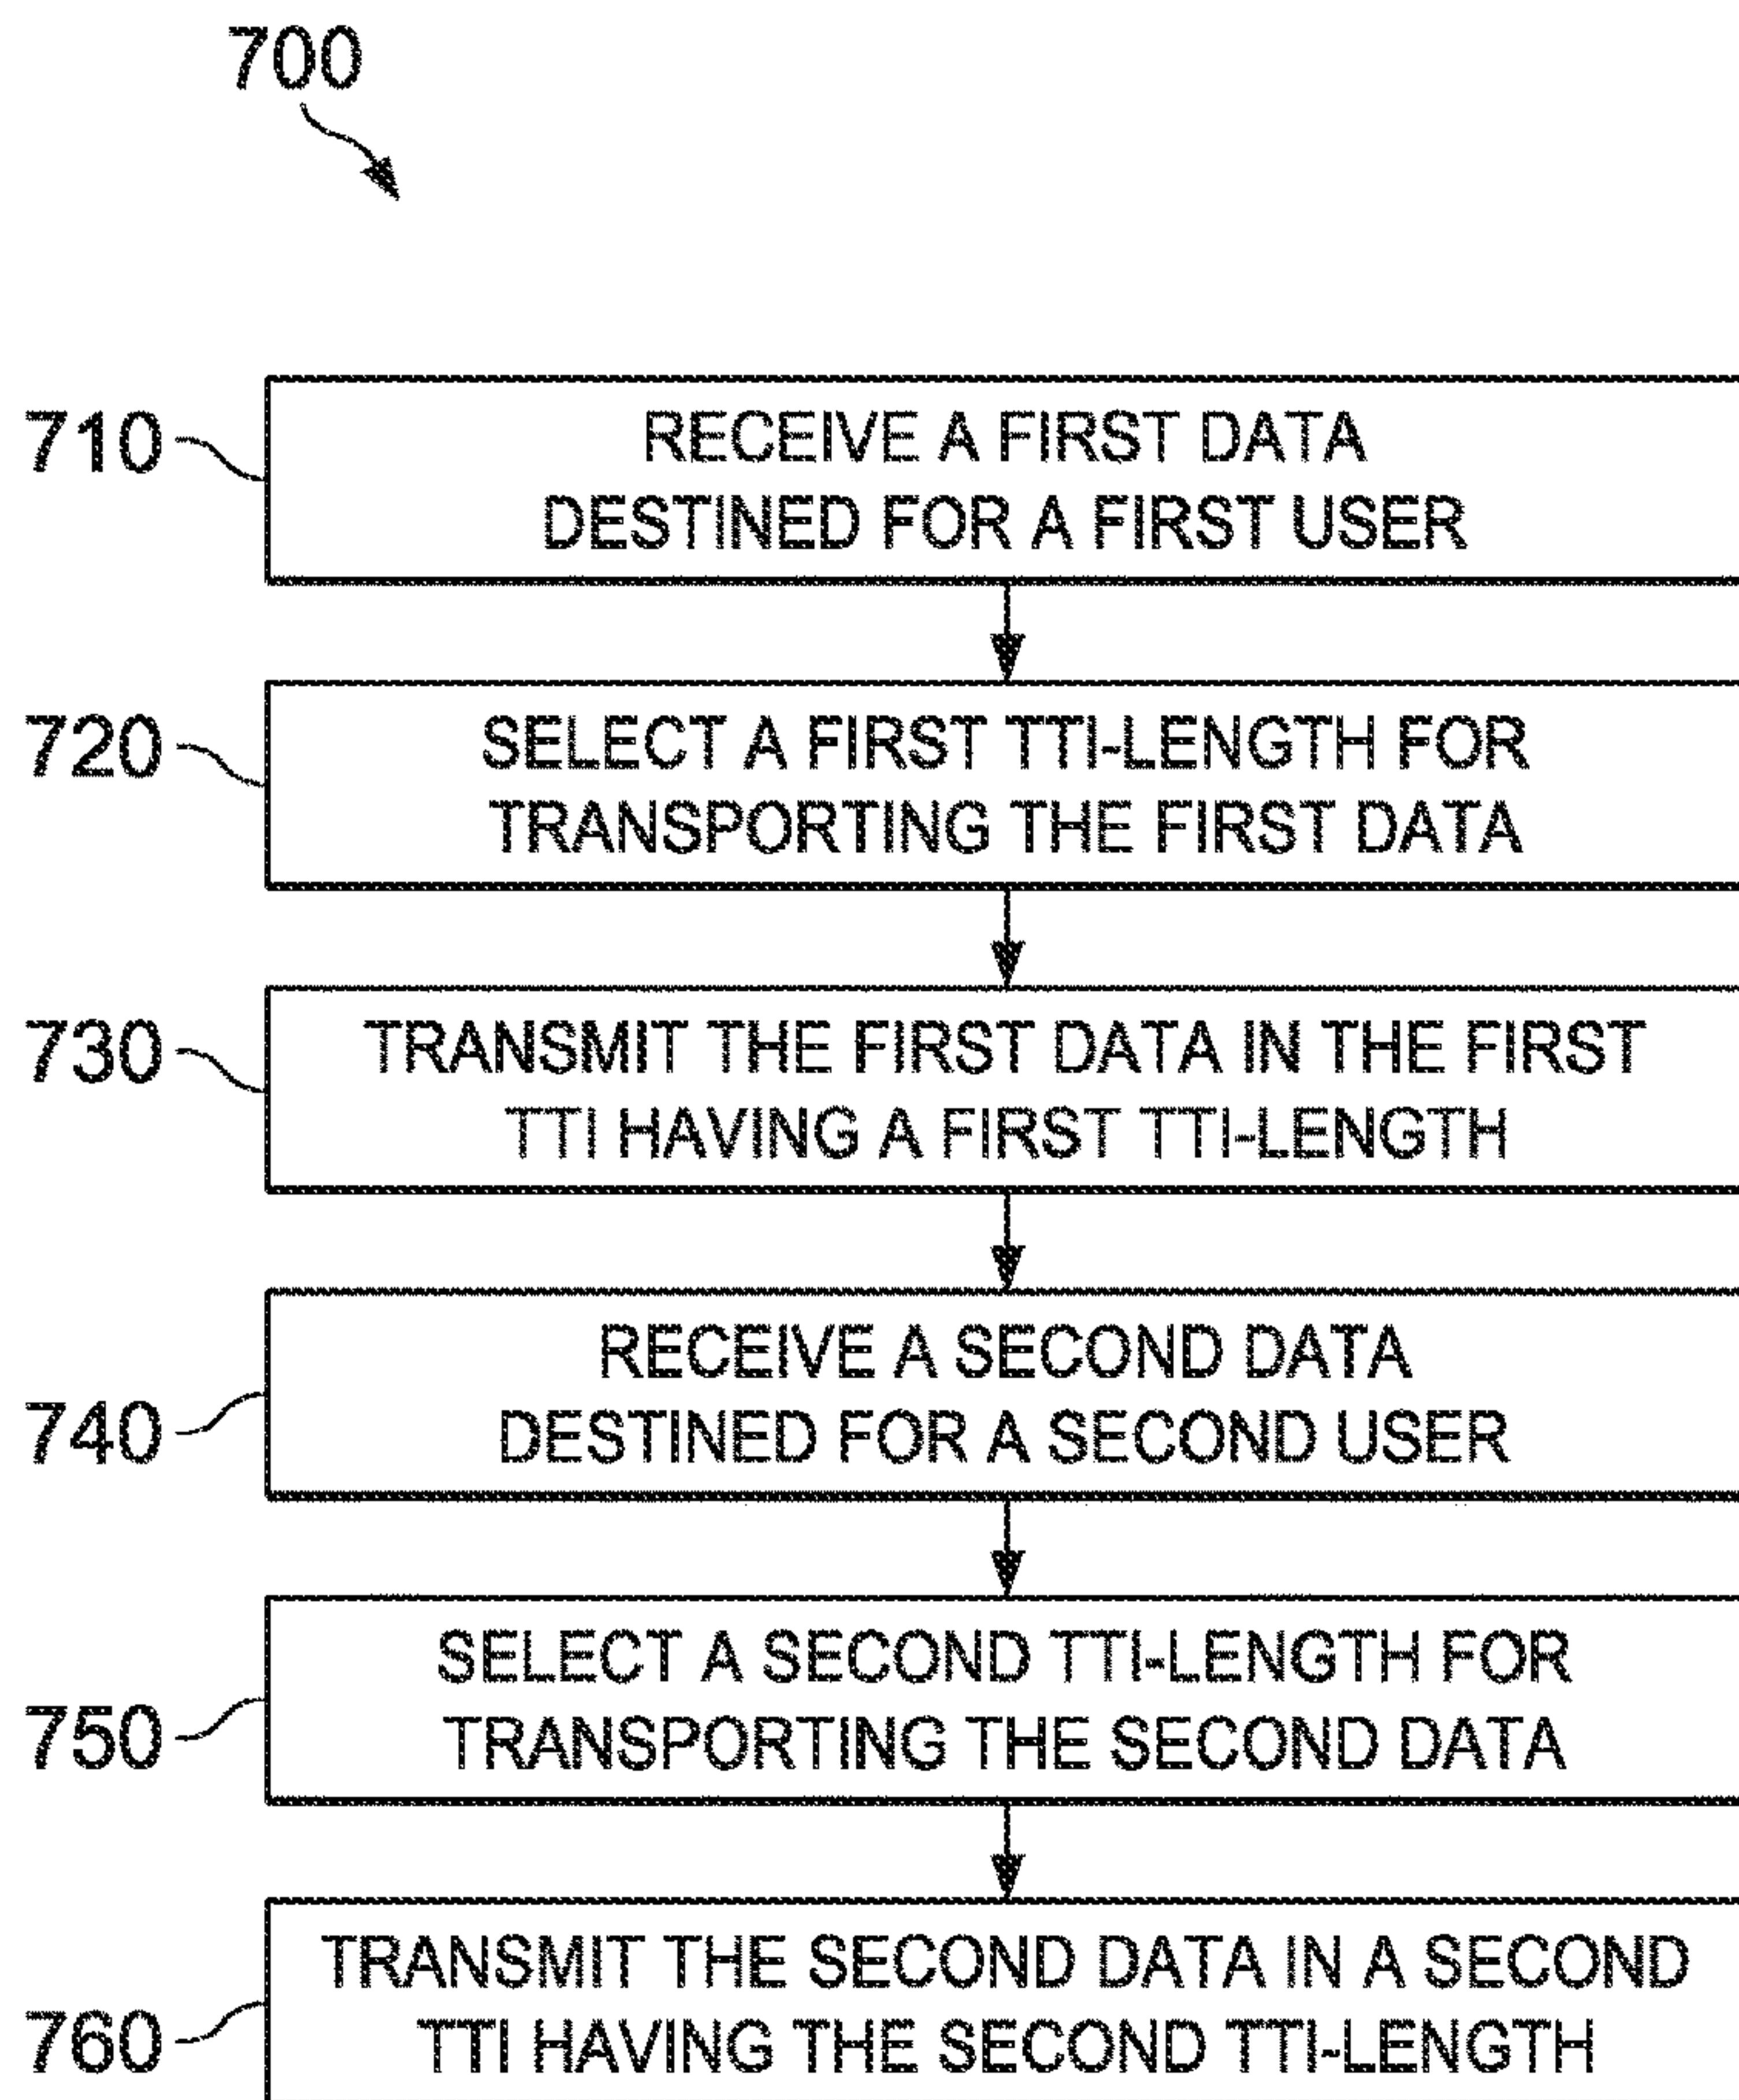 700
710
RECEIVE A FIRST DATA
DESTINED FOR A FIRST USER
720
SELECT A FIRST TTI-LENGTH FOR
TRANSPORTING THE FIRST DATA
730
TRANSMIT THE FIRST DATA IN THE FIRST
TTI HAVING A FIRST TTI-LENGTH
740
RECEIVE A SECOND DATA
DESTINED FOR A SECOND USER
750
SELECT A SECOND TTI-LENGTH FOR
TRANSPORTING THE SECOND DATA
760
TRANSMIT THE SECOND DATA IN A SECOND
TTI HAVING THE SECOND TTI-LENGTH